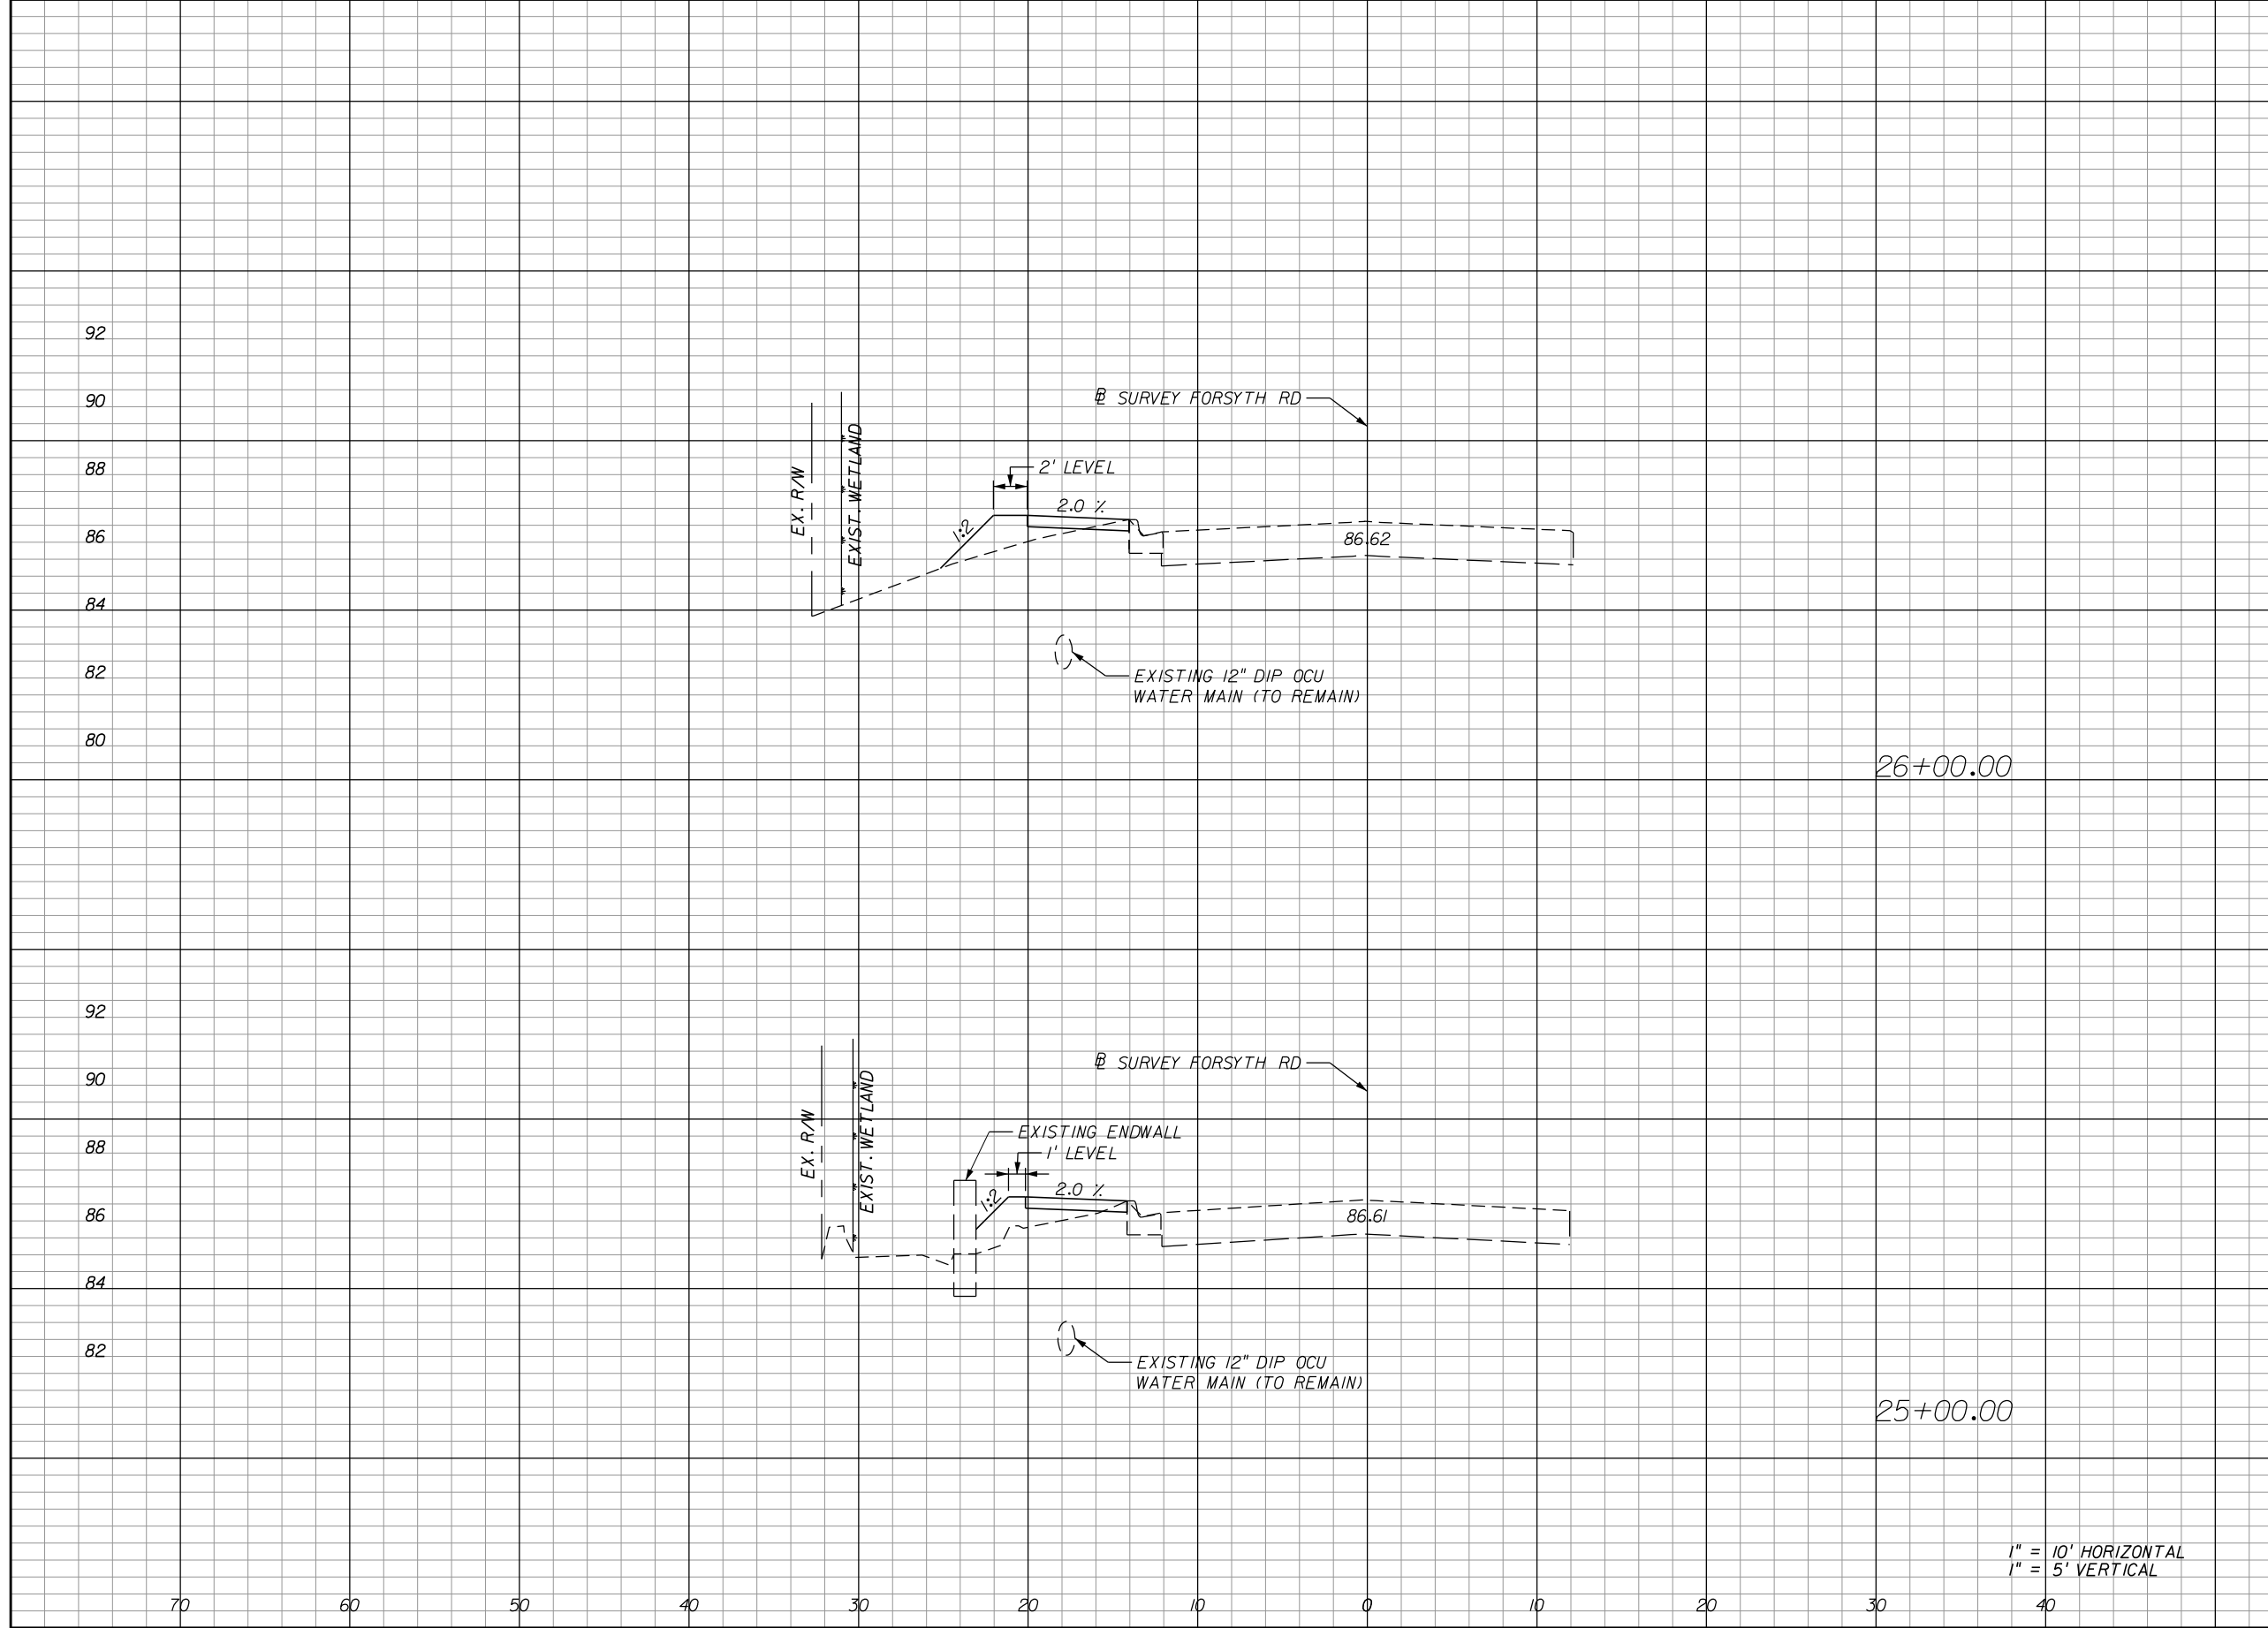 92
90
88
86
84
82
80
EX. R/W
EXIST. WETLAND
℄ SURVEY FORSYTH RD
2' LEVEL
2.0 %
1:2
86.62
EXISTING 12" DIP OCU
WATER MAIN (TO REMAIN)
26+00.00
92
90
88
86
84
82
EX. R/W
EXIST. WETLAND
℄ SURVEY FORSYTH RD
EXISTING ENDWALL
1' LEVEL
2.0 %
1:2
86.61
EXISTING 12" DIP OCU
WATER MAIN (TO REMAIN)
25+00.00
1" = 10' HORIZONTAL
1" = 5' VERTICAL
70 60 50 40 30 20 10 0 10 20 30 40